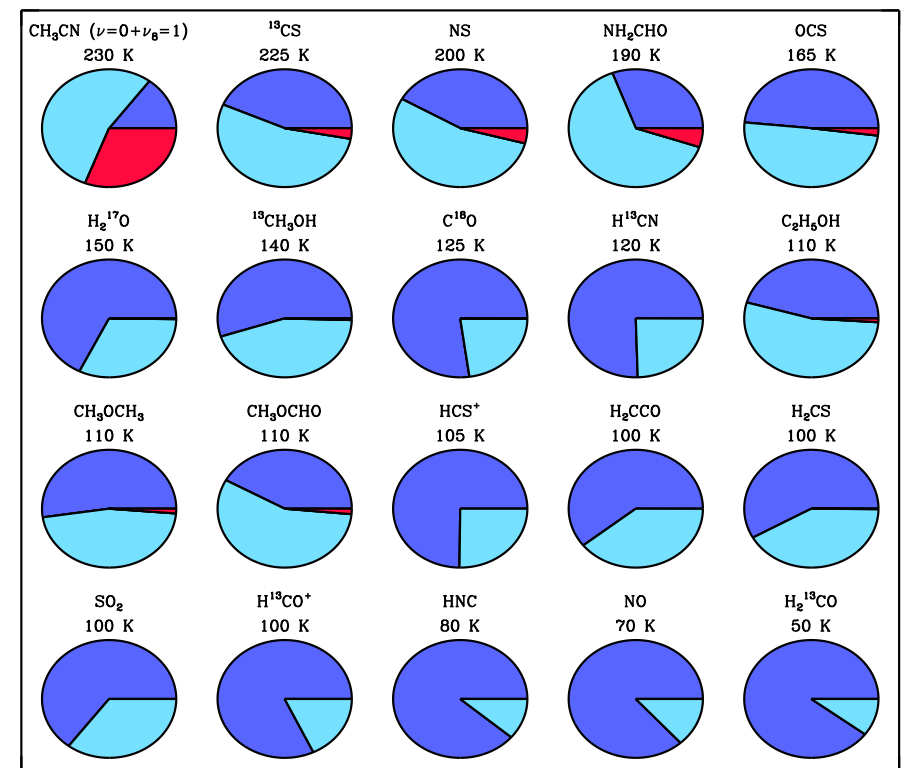 CH₃CN (ν=0+ν₈=1) ¹³CS NS NH₂CHO OCS
230 K 225 K 200 K 190 K 165 K
H₂¹⁷O ¹³CH₃OH C¹⁸O H¹³CN C₂H₅OH
150 K 140 K 125 K 120 K 110 K
CH₃OCH₃ CH₃OCHO HCS⁺ H₂CCO H₂CS
110 K 110 K 105 K 100 K 100 K
SO₂ H¹³CO⁺ HNC NO H₂¹³CO
100 K 100 K 80 K 70 K 50 K